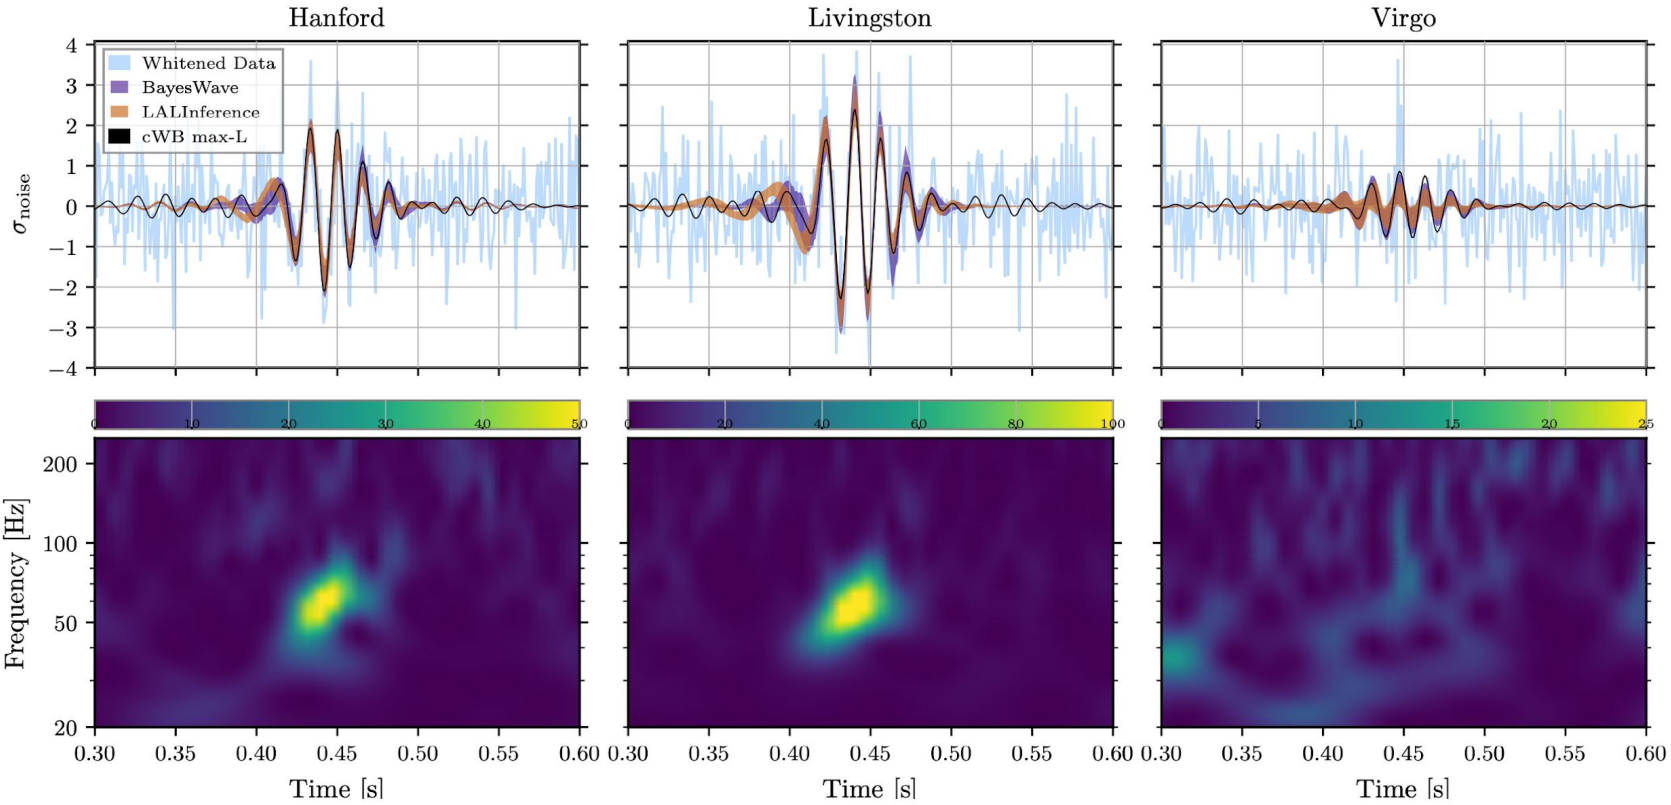 Hanford
Livingston
Virgo
Whitened Data
BayesWave
LALInference
cWB max-L
σnoise
4
3
2
1
0
−1
−2
−3
−4
0 10 20 30 40 50
0 20 40 60 80 100
0 5 10 15 20 25
Frequency [Hz]
200
100
50
20
0.30 0.35 0.40 0.45 0.50 0.55 0.60
0.30 0.35 0.40 0.45 0.50 0.55 0.60
0.30 0.35 0.40 0.45 0.50 0.55 0.60
Time [s]
Time [s]
Time [s]